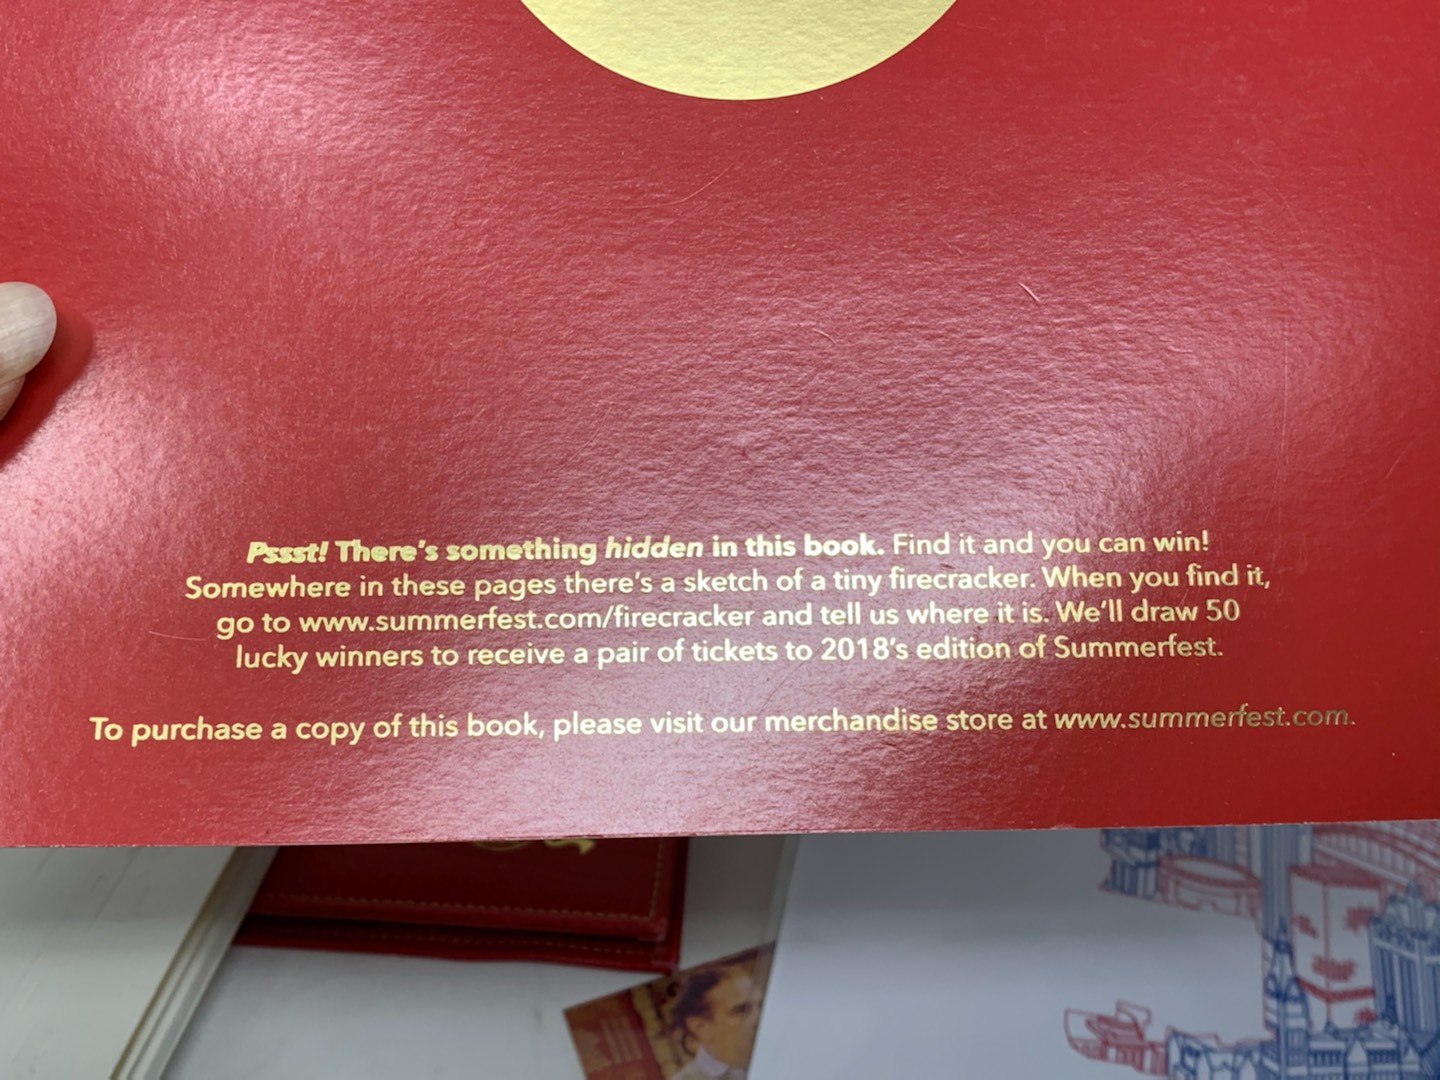 Pssst! There's something hidden in this book. Find it and you can win!
Somewhere in these pages there's a sketch of a tiny firecracker. When you find it,
go to www.summerfest.com/firecracker and tell us where it is. We'll draw 50
lucky winners to receive a pair of tickets to 2018's edition of Summerfest.
To purchase a copy of this book, please visit our merchandise store at www.summerfest.com.